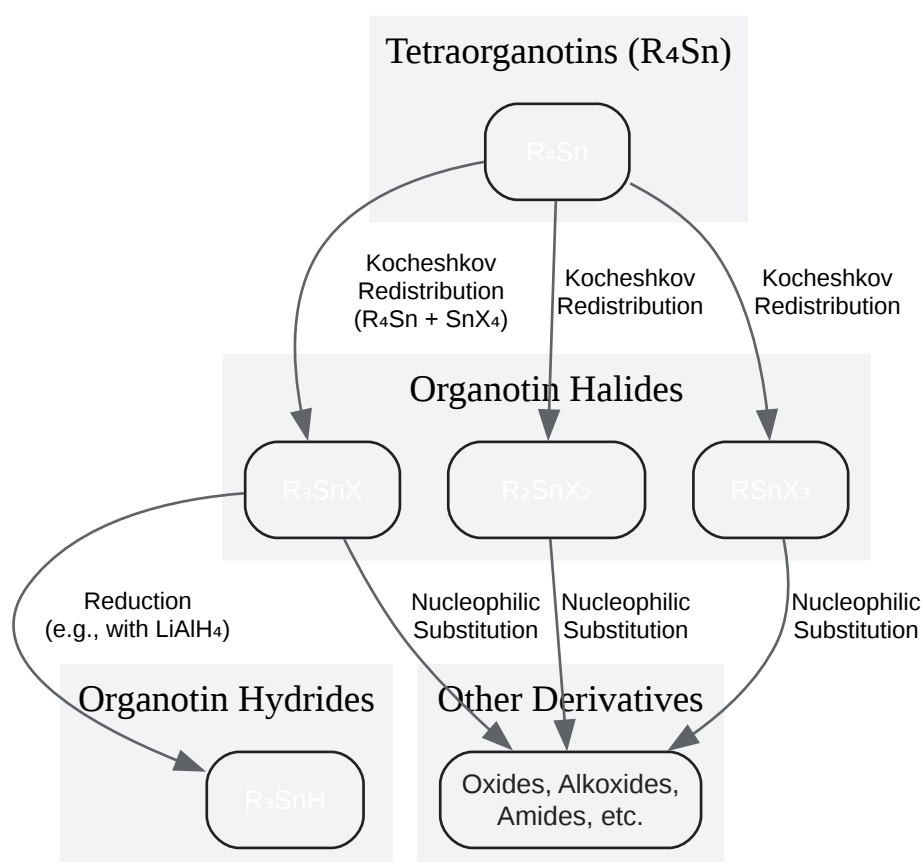 Tetraorganotins (R₄Sn)
R₄Sn
Kocheshkov
Redistribution
(R₄Sn + SnX₄)
Kocheshkov
Redistribution
Kocheshkov
Redistribution
Organotin Halides
R₃SnX
R₂SnX₂
RSnX₃
Reduction
(e.g., with LiAlH₄)
Nucleophilic
Substitution
Nucleophilic
Substitution
Nucleophilic
Substitution
Organotin Hydrides
R₃SnH
Other Derivatives
Oxides, Alkoxides,
Amides, etc.